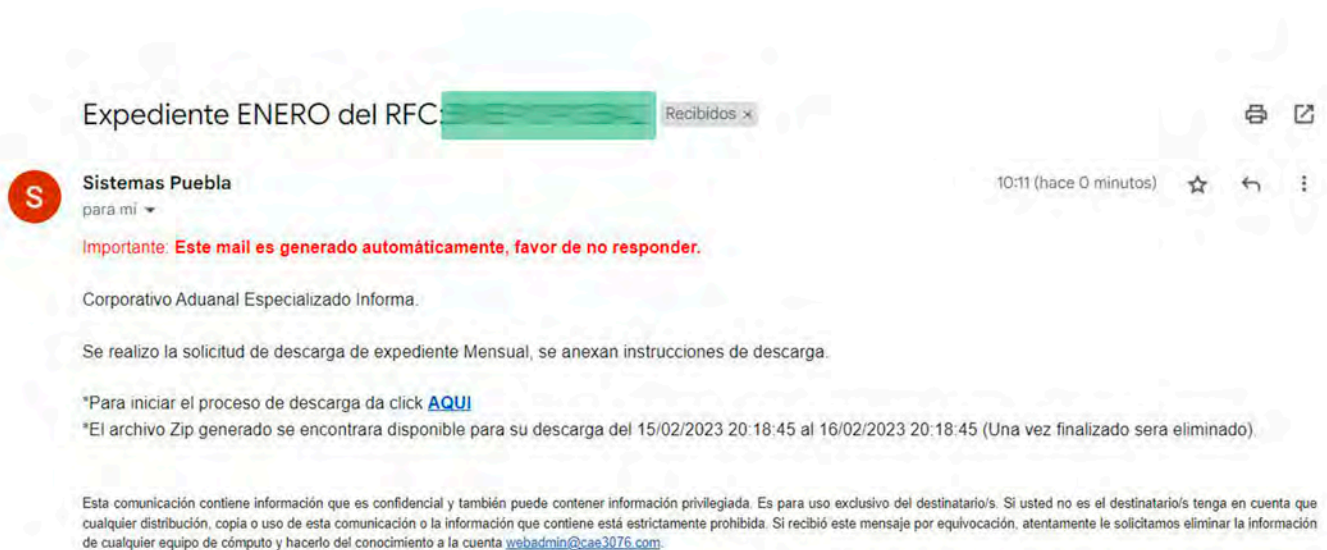 Expediente ENERO del RFC:
Recibidos ×
S
Sistemas Puebla
10:11 (hace 0 minutos)
para mí
Importante: Este mail es generado automáticamente, favor de no responder.
Corporativo Aduanal Especializado Informa.
Se realizo la solicitud de descarga de expediente Mensual, se anexan instrucciones de descarga.
*Para iniciar el proceso de descarga da click AQUI
*El archivo Zip generado se encontrara disponible para su descarga del 15/02/2023 20:18:45 al 16/02/2023 20:18:45 (Una vez finalizado sera eliminado).
Esta comunicación contiene información que es confidencial y también puede contener información privilegiada. Es para uso exclusivo del destinatario/s. Si usted no es el destinatario/s tenga en cuenta que
cualquier distribución, copia o uso de esta comunicación o la información que contiene está estrictamente prohibida. Si recibió este mensaje por equivocación, atentamente le solicitamos eliminar la información
de cualquier equipo de cómputo y hacerlo del conocimiento a la cuenta webadmin@cae3076.com.